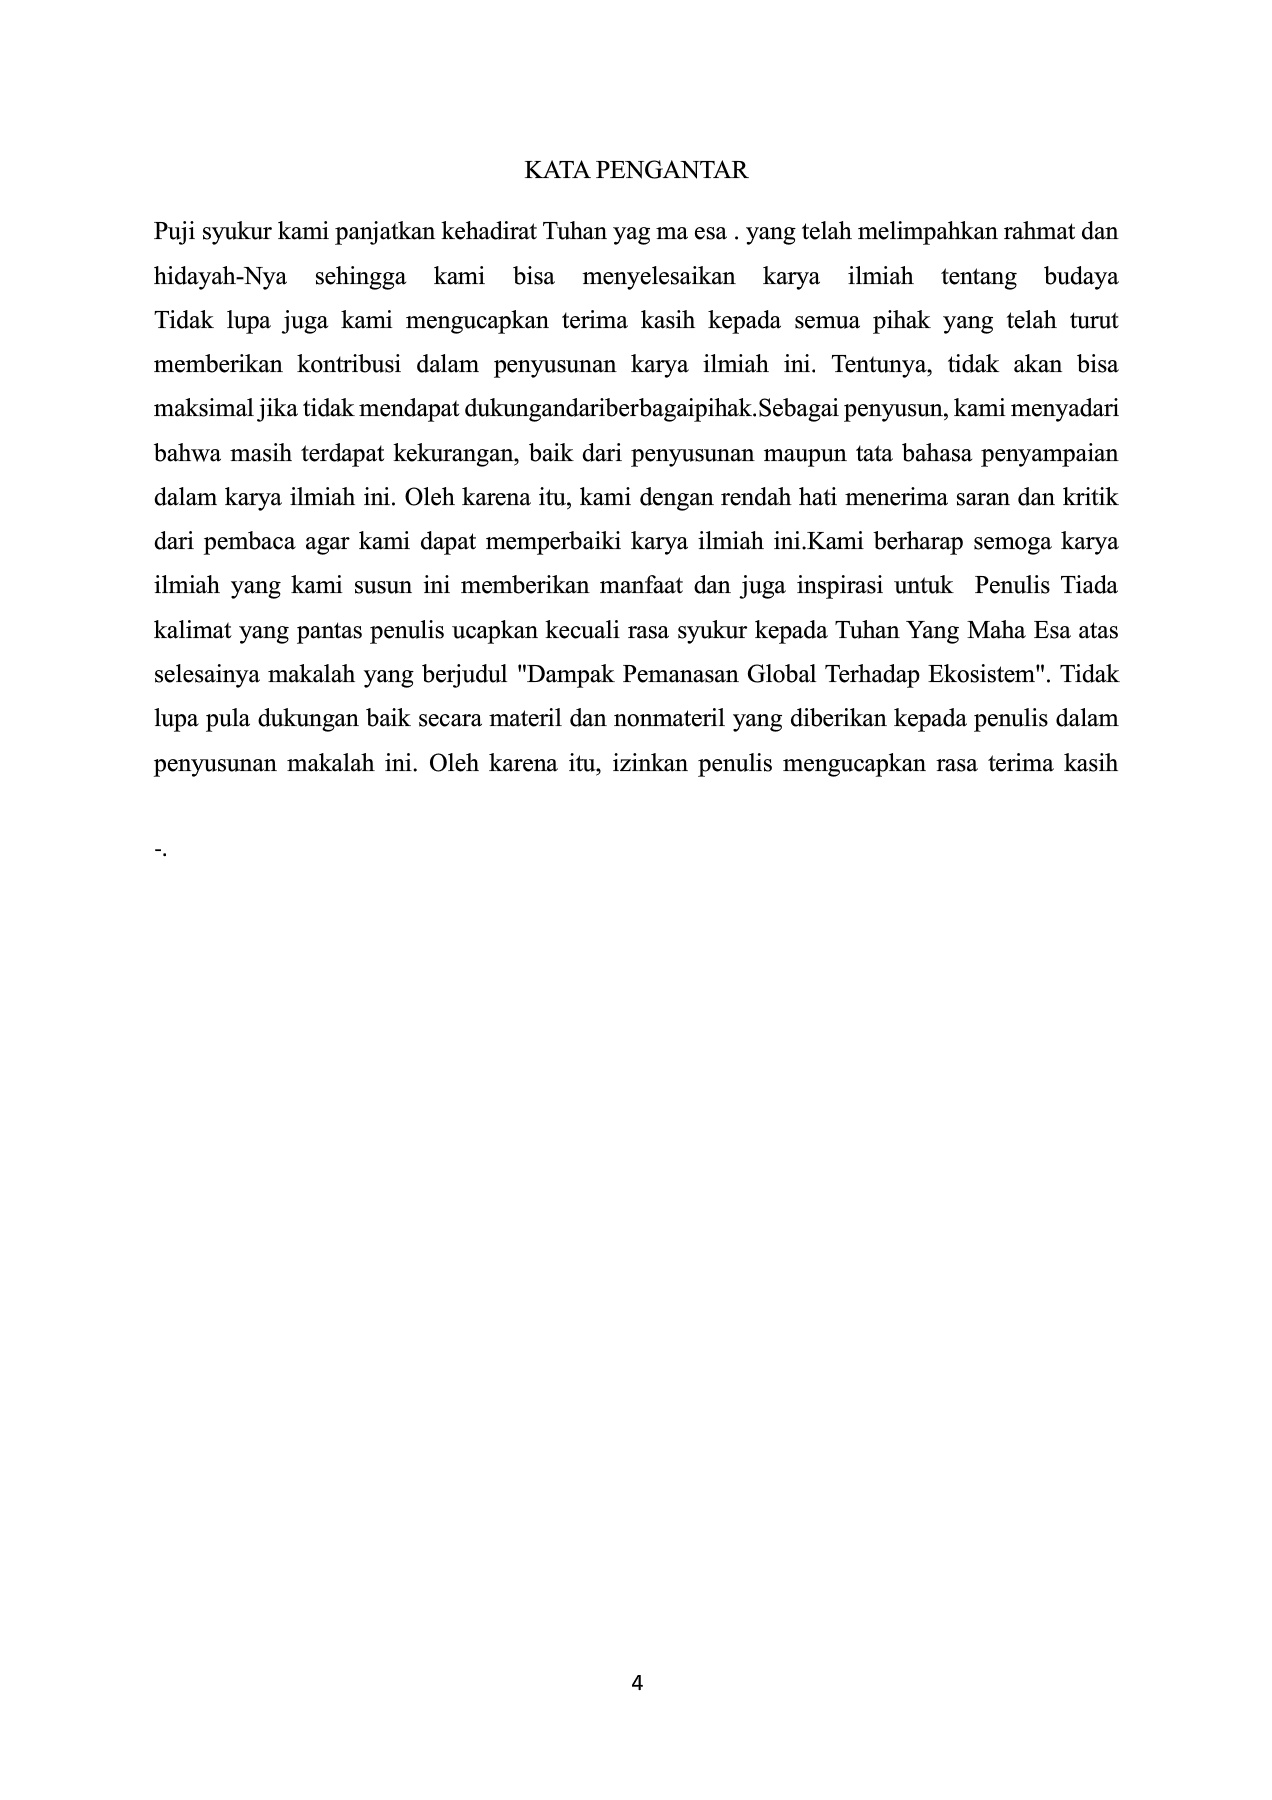 KATA PENGANTAR
Puji syukur kami panjatkan kehadirat Tuhan yag ma esa . yang telah melimpahkan rahmat dan
hidayah-Nya sehingga kami bisa menyelesaikan karya ilmiah tentang budaya
Tidak lupa juga kami mengucapkan terima kasih kepada semua pihak yang telah turut
memberikan kontribusi dalam penyusunan karya ilmiah ini. Tentunya, tidak akan bisa
maksimal jika tidak mendapat dukungandariberbagaipihak.Sebagai penyusun, kami menyadari
bahwa masih terdapat kekurangan, baik dari penyusunan maupun tata bahasa penyampaian
dalam karya ilmiah ini. Oleh karena itu, kami dengan rendah hati menerima saran dan kritik
dari pembaca agar kami dapat memperbaiki karya ilmiah ini.Kami berharap semoga karya
ilmiah yang kami susun ini memberikan manfaat dan juga inspirasi untuk  Penulis Tiada
kalimat yang pantas penulis ucapkan kecuali rasa syukur kepada Tuhan Yang Maha Esa atas
selesainya makalah yang berjudul "Dampak Pemanasan Global Terhadap Ekosistem". Tidak
lupa pula dukungan baik secara materil dan nonmateril yang diberikan kepada penulis dalam
penyusunan makalah ini. Oleh karena itu, izinkan penulis mengucapkan rasa terima kasih
-.
4